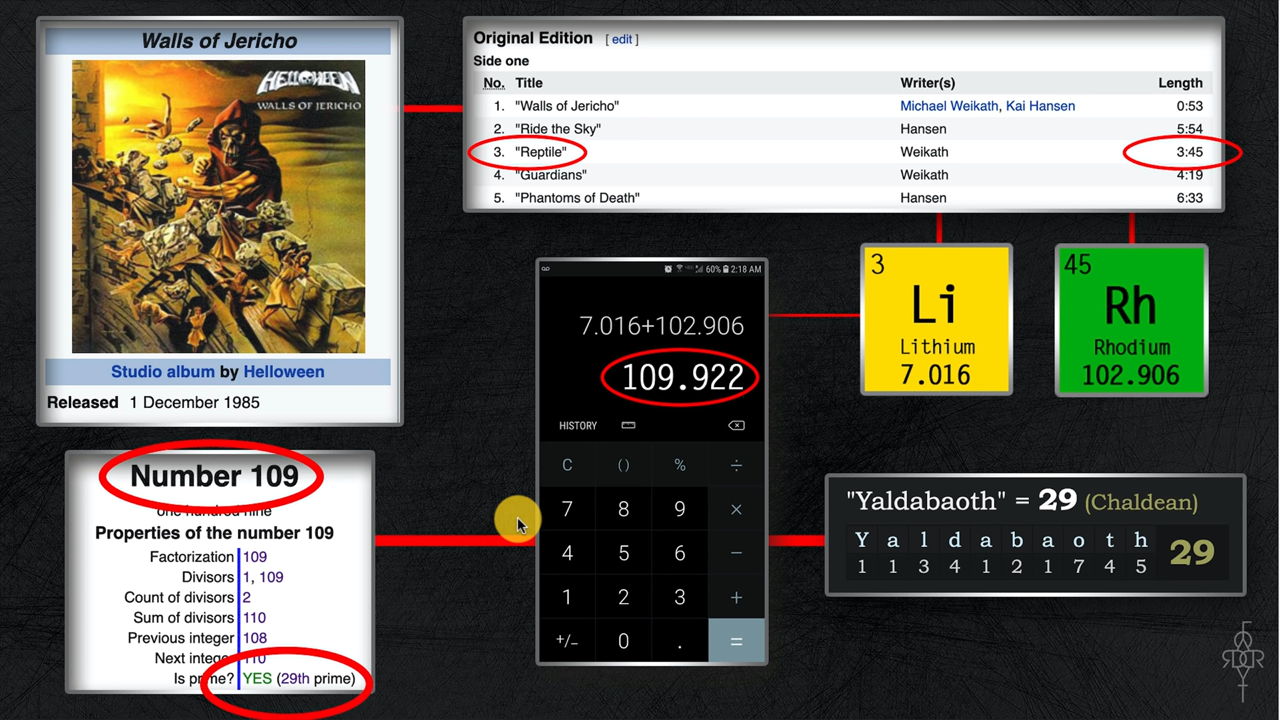 Walls of Jericho
HELLOWEEN
WALLS OF JERICHO
Studio album by Helloween
Released 1 December 1985
Original Edition [ edit ]
Side one
No. Title Writer(s) Length
1. "Walls of Jericho" Michael Weikath, Kai Hansen 0:53
2. "Ride the Sky" Hansen 5:54
3. "Reptile" Weikath 3:45
4. "Guardians" Weikath 4:19
5. "Phantoms of Death" Hansen 6:33
60% 2:18 AM
7.016+102.906
109.922
HISTORY
C ( ) % ÷
7 8 9 ×
4 5 6 −
1 2 3 +
+/− 0 . =
3
Li
Lithium
7.016
45
Rh
Rhodium
102.906
Number 109
one hundred nine
Properties of the number 109
Factorization 109
Divisors 1, 109
Count of divisors 2
Sum of divisors 110
Previous integer 108
Next integer 110
Is prime? YES (29th prime)
"Yaldabaoth" = 29 (Chaldean)
Y a l d a b a o t h
1 1 3 4 1 2 1 7 4 5 29